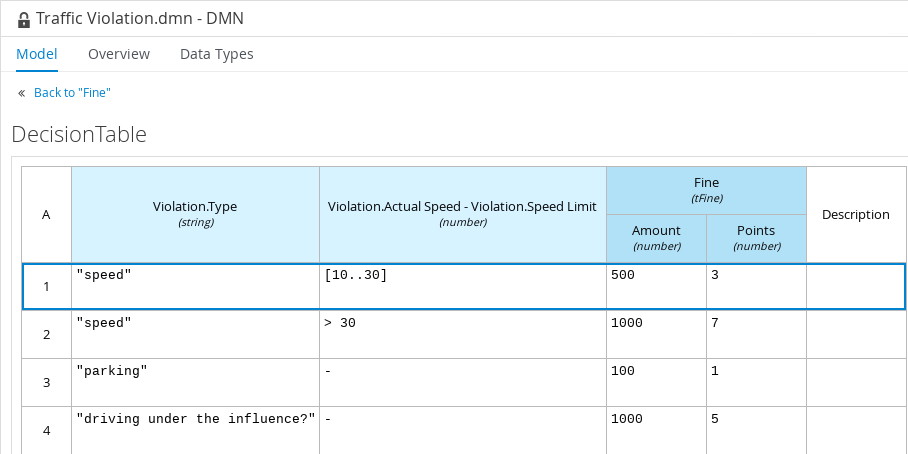 Traffic Violation.dmn - DMN
Model Overview Data Types
« Back to "Fine"
DecisionTable
A Violation.Type (string) Violation.Actual Speed - Violation.Speed Limit (number) Fine (tFine) Description
Amount (number) Points (number)
1 "speed" [10..30] 500 3
2 "speed" > 30 1000 7
3 "parking" - 100 1
4 "driving under the influence?" - 1000 5